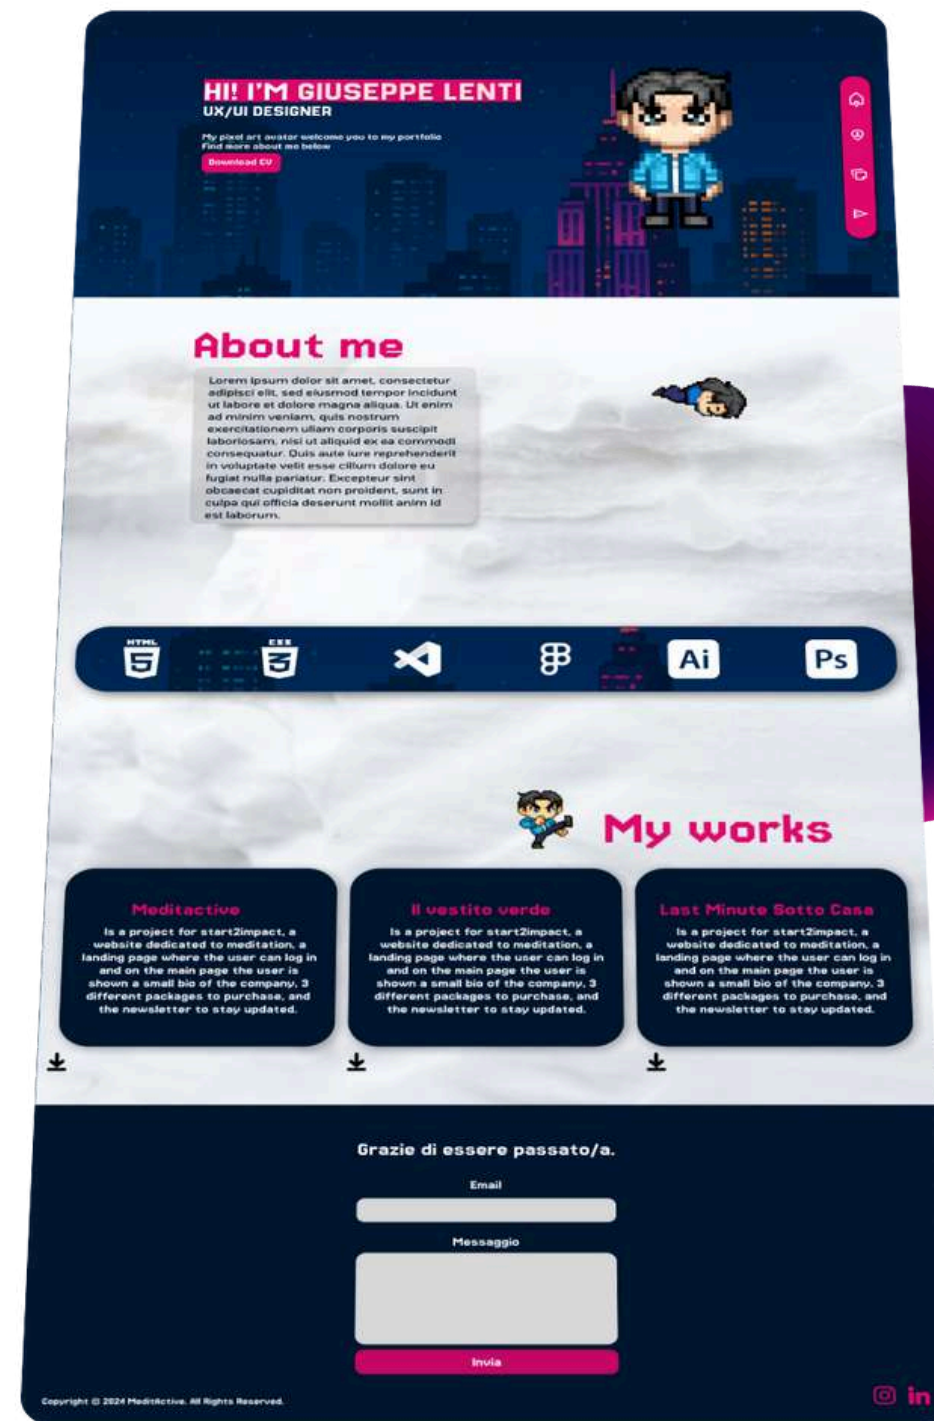 HI! I'M GIUSEPPE LENTI
UX/UI DESIGNER
My pixel art avatar welcome you to my portfolio
Find more about me below
Download CV
About me
Lorem ipsum dolor sit amet, consectetur
adipisci elit, sed eiusmod tempor incidunt
ut labore et dolore magna aliqua. Ut enim
ad minim veniam, quis nostrum
exercitationem ullam corporis suscipit
laboriosam, nisi ut aliquid ex ea commodi
consequatur. Duis aute iure reprehenderit
in voluptate velit esse cillum dolore eu
fugiat nulla pariatur. Excepteur sint
obcaecat cupiditat non proident, sunt in
culpa qui officia deserunt mollit anim id
est laborum.
HTML
5
CSS
3
Ai
Ps
My works
Meditactive
Is a project for start2impact, a
website dedicated to meditation, a
landing page where the user can log in
and on the main page the user is
shown a small bio of the company, 3
different packages to purchase, and
the newsletter to stay updated.
Il vestito verde
Is a project for start2impact, a
website dedicated to meditation, a
landing page where the user can log in
and on the main page the user is
shown a small bio of the company, 3
different packages to purchase, and
the newsletter to stay updated.
Last Minute Sotto Casa
Is a project for start2impact, a
website dedicated to meditation, a
landing page where the user can log in
and on the main page the user is
shown a small bio of the company, 3
different packages to purchase, and
the newsletter to stay updated.
Grazie di essere passato/a.
Email
Messaggio
Invia
Copyright © 2024 MeditActive. All Rights Reserved.
in